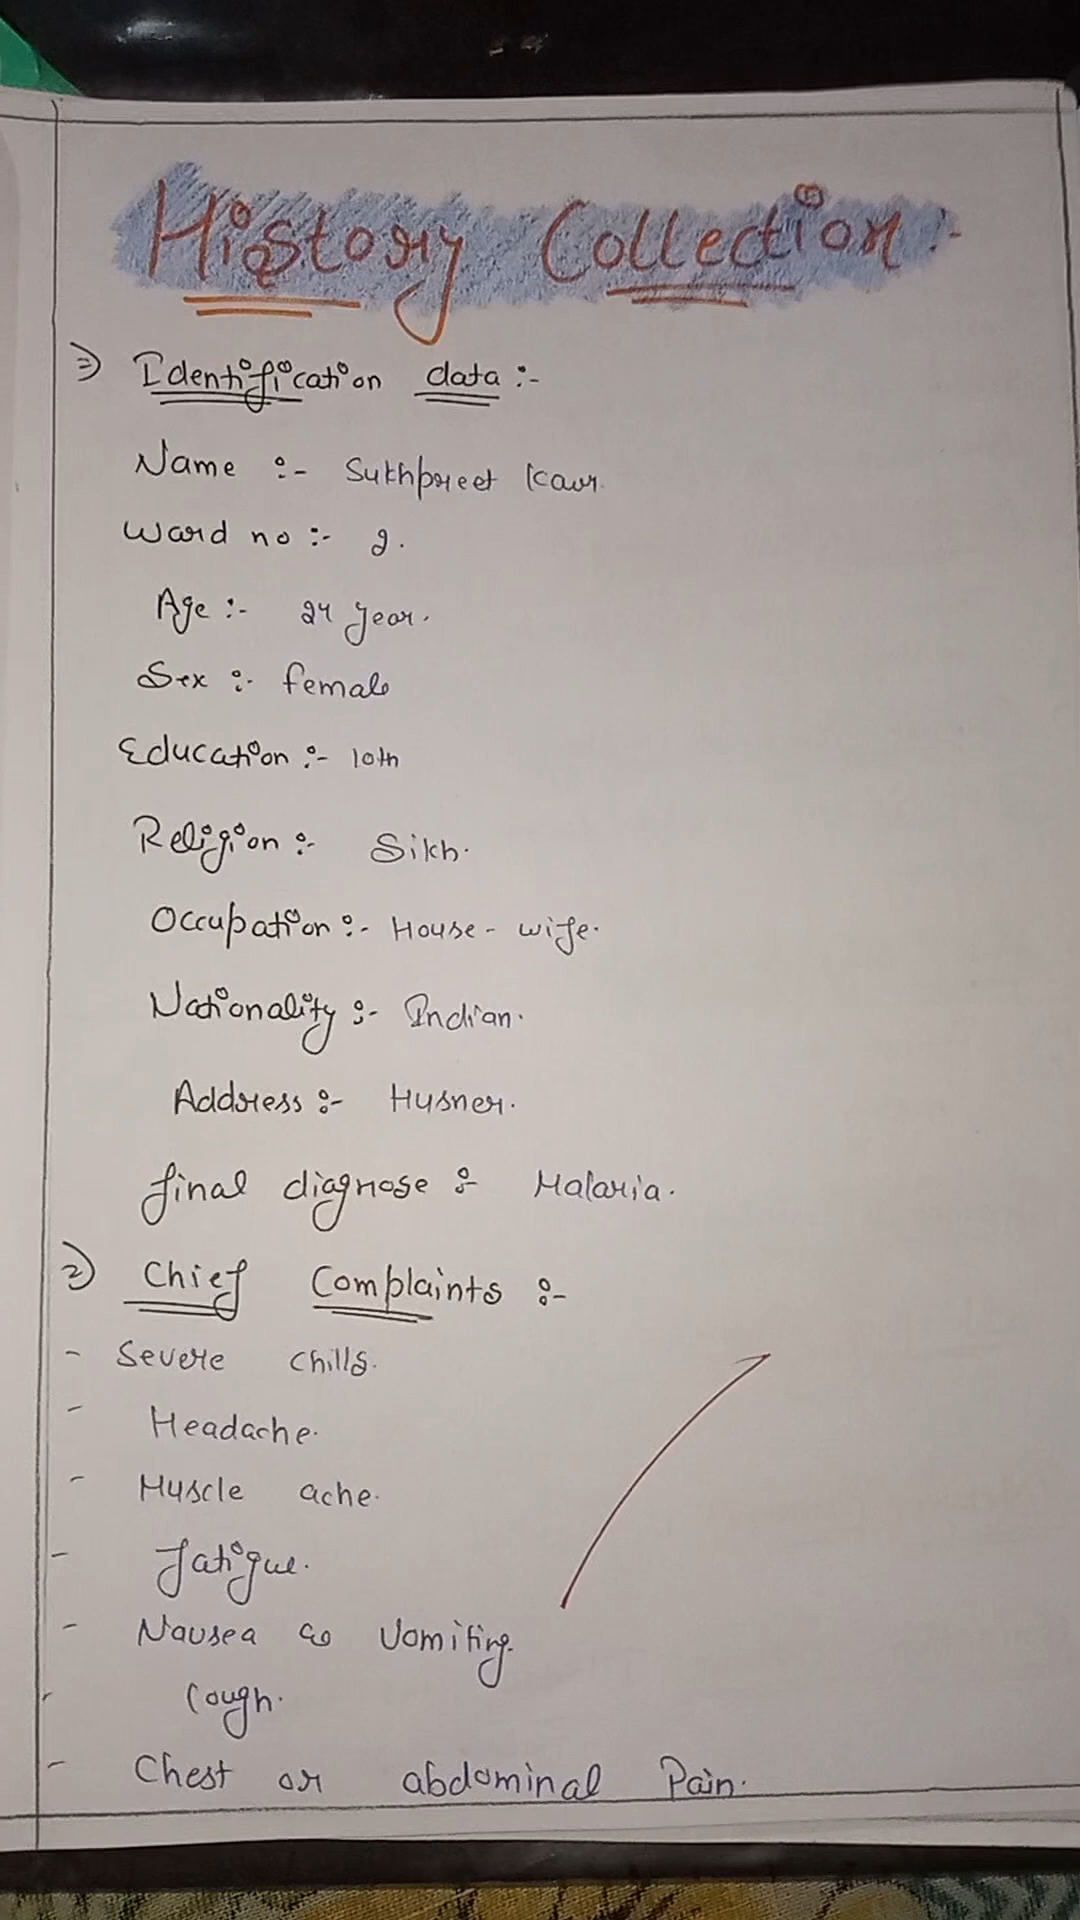 History Collection :-
⇒ Identification data :-
Name :- Sukhpreet Kaur.
Ward no :- 2.
Age :- 24 year.
Sex :- female
Education :- 10th
Religion :- Sikh.
Occupation :- House - wife.
Nationality :- Indian.
Address :- Husner.
final diagnose :- Malaria.
2) Chief Complaints :-
- Severe chills.
- Headache.
- Muscle ache.
- fatigue.
- Nausea & Vomiting.
- Cough.
- Chest or abdominal Pain.